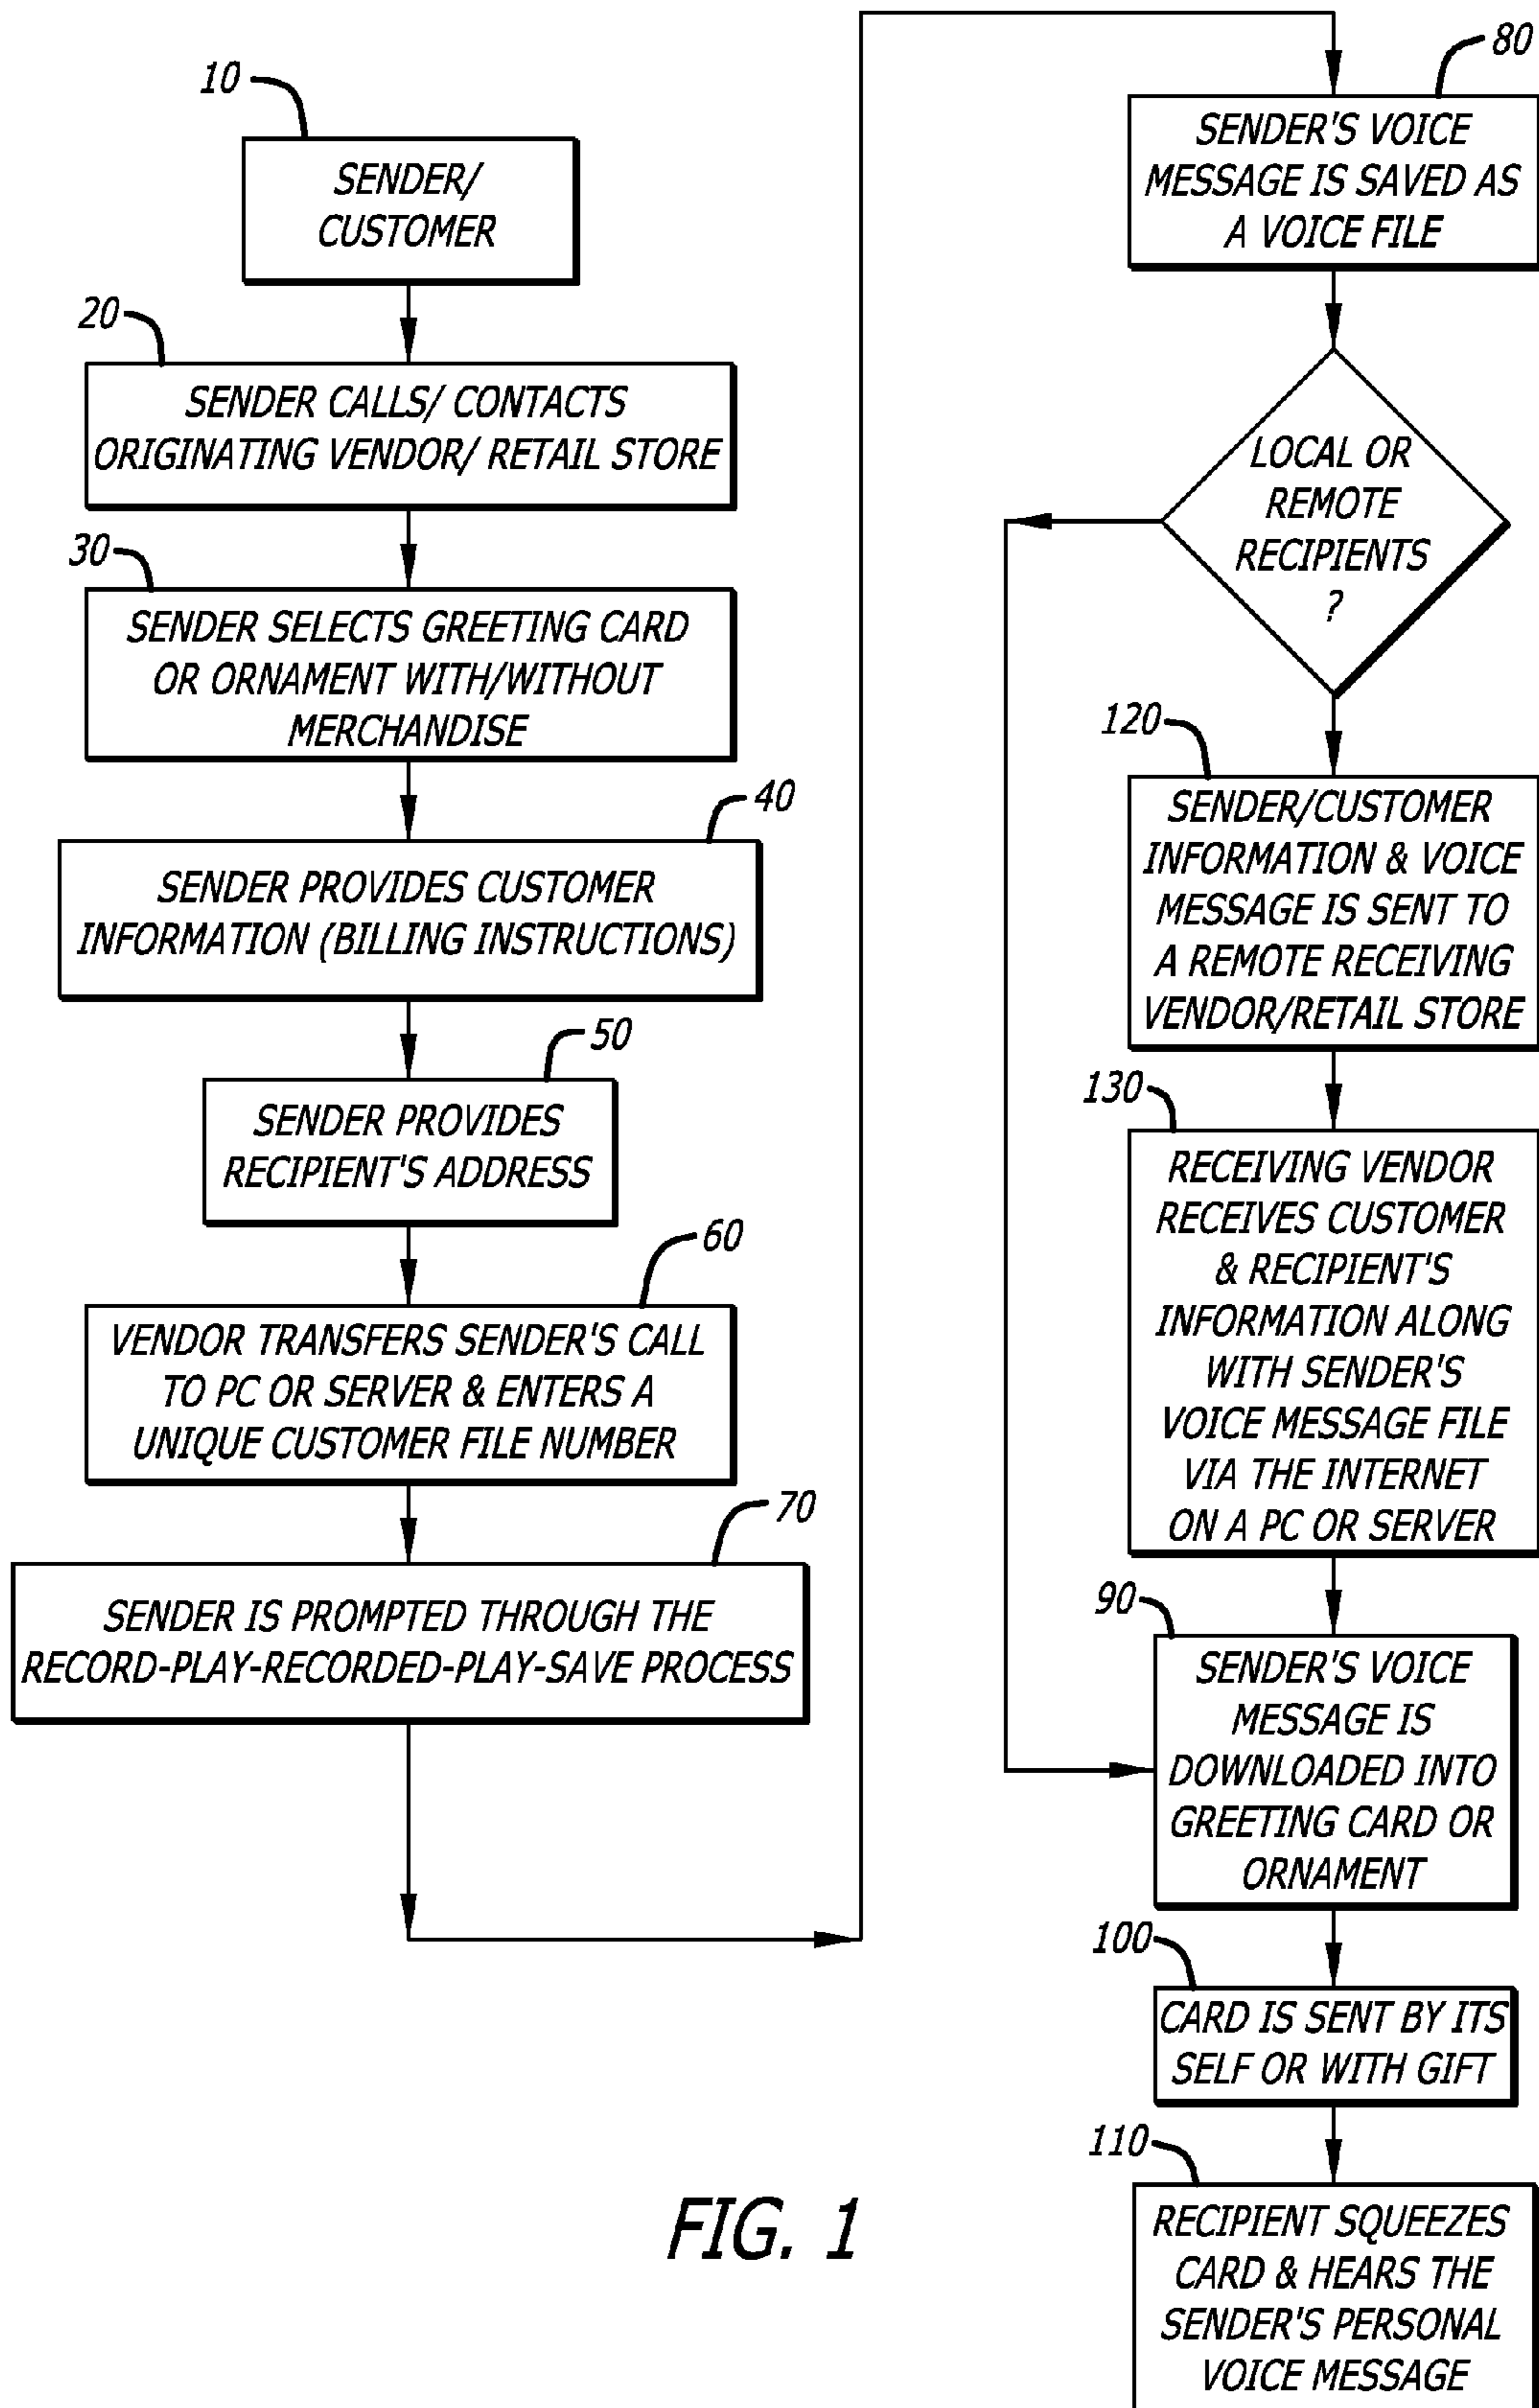 10
SENDER/
CUSTOMER
20
SENDER CALLS/ CONTACTS
ORIGINATING VENDOR/ RETAIL STORE
30
SENDER SELECTS GREETING CARD
OR ORNAMENT WITH/WITHOUT
MERCHANDISE
40
SENDER PROVIDES CUSTOMER
INFORMATION (BILLING INSTRUCTIONS)
50
SENDER PROVIDES
RECIPIENT'S ADDRESS
60
VENDOR TRANSFERS SENDER'S CALL
TO PC OR SERVER & ENTERS A
UNIQUE CUSTOMER FILE NUMBER
70
SENDER IS PROMPTED THROUGH THE
RECORD-PLAY-RECORDED-PLAY-SAVE PROCESS
80
SENDER'S VOICE
MESSAGE IS SAVED AS
A VOICE FILE
LOCAL OR
REMOTE
RECIPIENTS
?
120
SENDER/CUSTOMER
INFORMATION & VOICE
MESSAGE IS SENT TO
A REMOTE RECEIVING
VENDOR/RETAIL STORE
130
RECEIVING VENDOR
RECEIVES CUSTOMER
& RECIPIENT'S
INFORMATION ALONG
WITH SENDER'S
VOICE MESSAGE FILE
VIA THE INTERNET
ON A PC OR SERVER
90
SENDER'S VOICE
MESSAGE IS
DOWNLOADED INTO
GREETING CARD OR
ORNAMENT
100
CARD IS SENT BY ITS
SELF OR WITH GIFT
110
RECIPIENT SQUEEZES
CARD & HEARS THE
SENDER'S PERSONAL
VOICE MESSAGE
FIG. 1